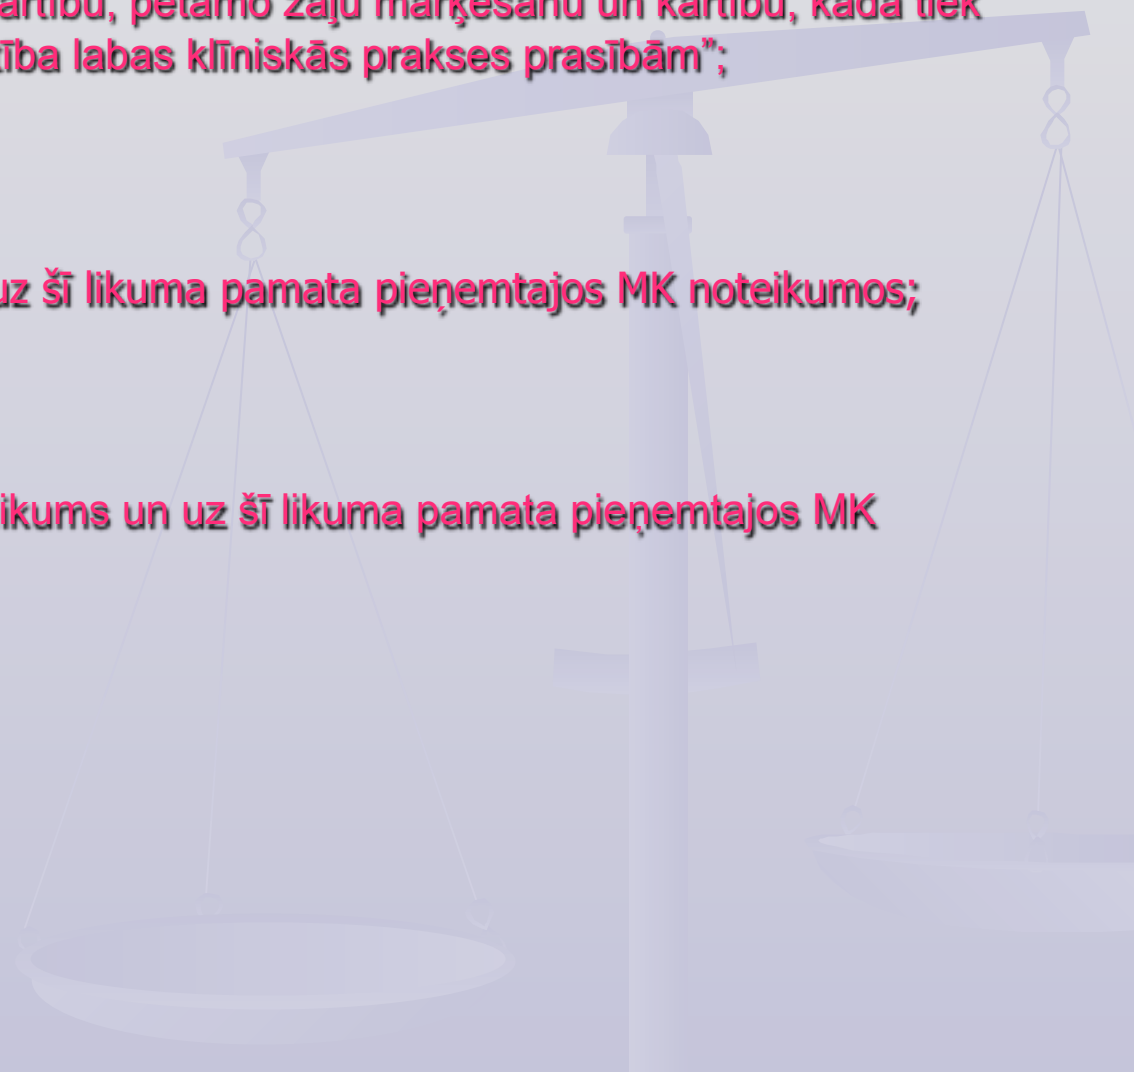 ārtību, pētāmo zāļu marķēšanu un kārtību, kādā tiek
tība labas klīniskās prakses prasībām”;
uz šī likuma pamata pieņemtajos MK noteikumos;
ikums un uz šī likuma pamata pieņemtajos MK